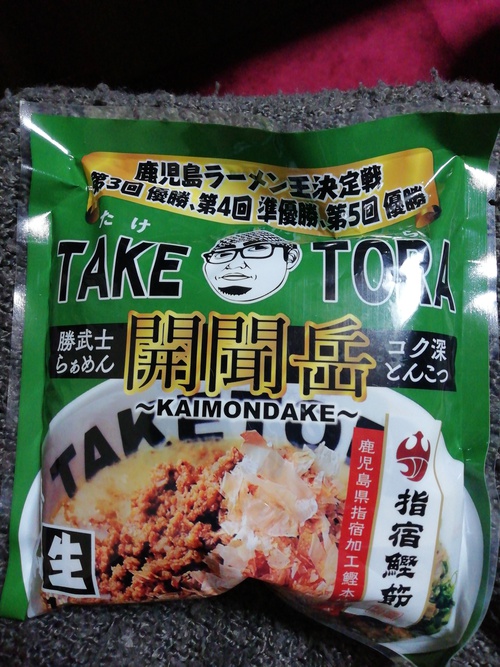 鹿児島ラーメン王決定戦
第3回 優勝、第4回 準優勝、第5回 優勝
たけ
TAKE TORA
勝武士
らぁめん
開聞岳
コク深
とんこつ
~KAIMONDAKE~
TAKETOR
指宿鰹節
鹿児島県指宿加工鰹本
生